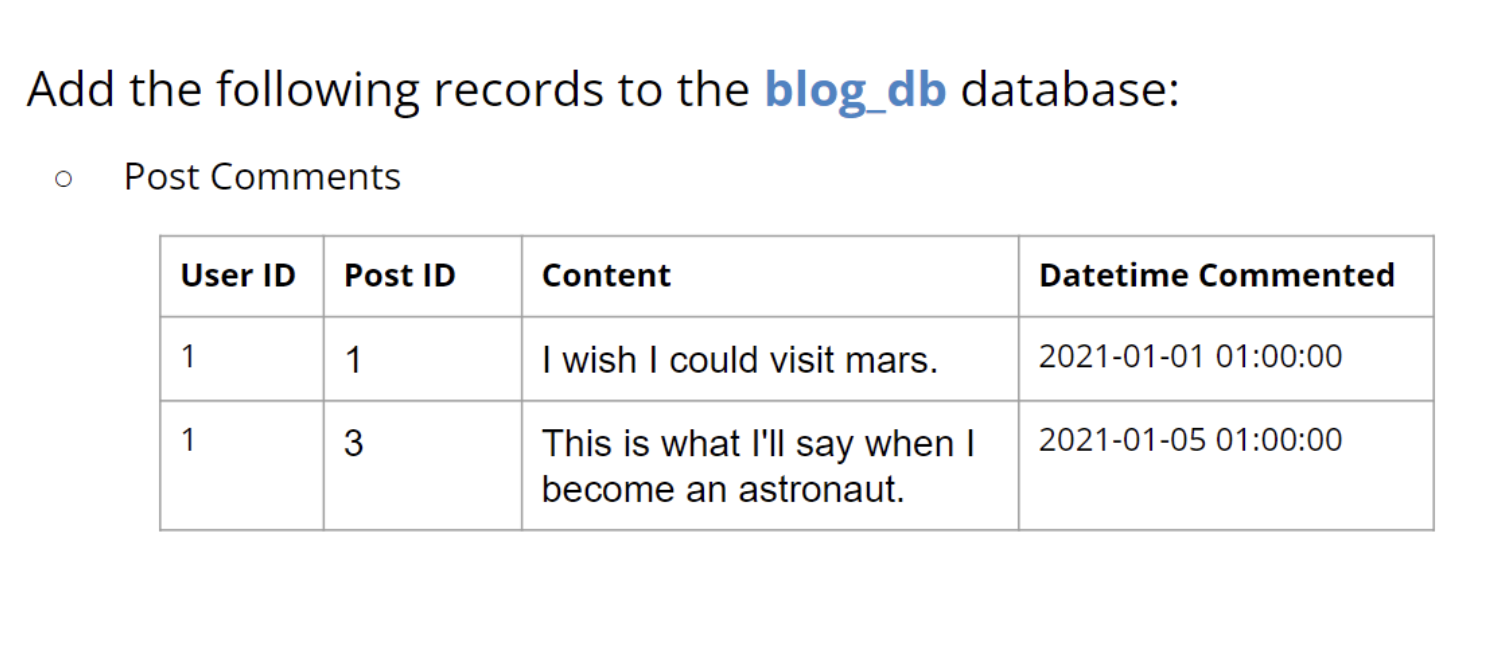 Add the following records to the blog_db database:
○ Post Comments
User ID Post ID Content Datetime Commented
1 1 I wish I could visit mars. 2021-01-01 01:00:00
1 3 This is what I'll say when I 2021-01-05 01:00:00
become an astronaut.